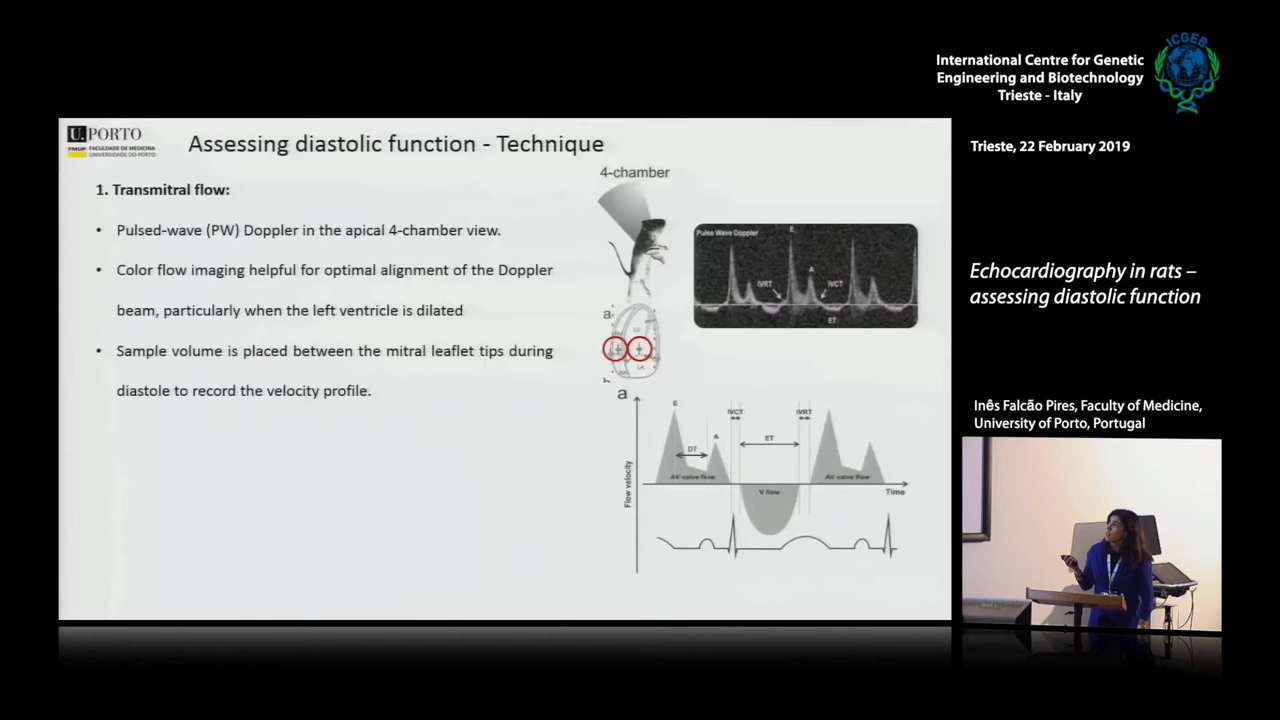 International Centre for Genetic
Engineering and Biotechnology
Trieste - Italy
ICGEB
Trieste, 22 February 2019
Echocardiography in rats –
assessing diastolic function
Inês Falcão Pires, Faculty of Medicine,
University of Porto, Portugal
U. PORTO
FMUP FACULDADE DE MEDICINA
UNIVERSIDADE DO PORTO
Assessing diastolic function - Technique
1. Transmitral flow:
• Pulsed-wave (PW) Doppler in the apical 4-chamber view.
• Color flow imaging helpful for optimal alignment of the Doppler
beam, particularly when the left ventricle is dilated
• Sample volume is placed between the mitral leaflet tips during
diastole to record the velocity profile.
4-chamber
Pulse Wave Doppler
E
A
IVRT
IVCT
ET
a
LV
LA
a
E
IVCT
IVRT
A
ET
DT
AV valve flow
AV valve flow
V flow
Time
Flow velocity